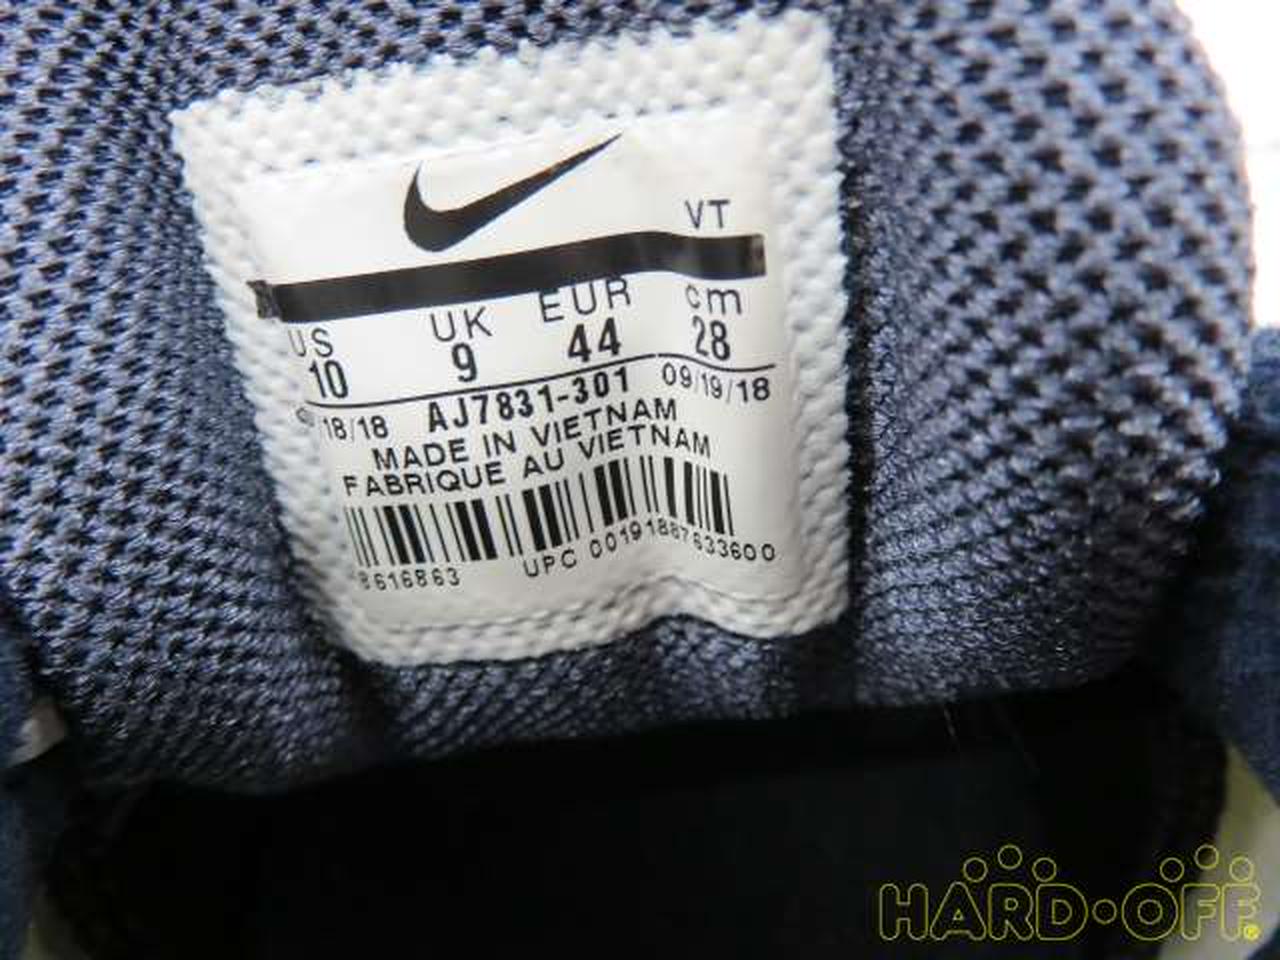 VT
US UK EUR cm
10 9 44 28
18/18 AJ7831-301 09/19/18
MADE IN VIETNAM
FABRIQUE AU VIETNAM
8616863 UPC 00191887633600
HARD•OFF